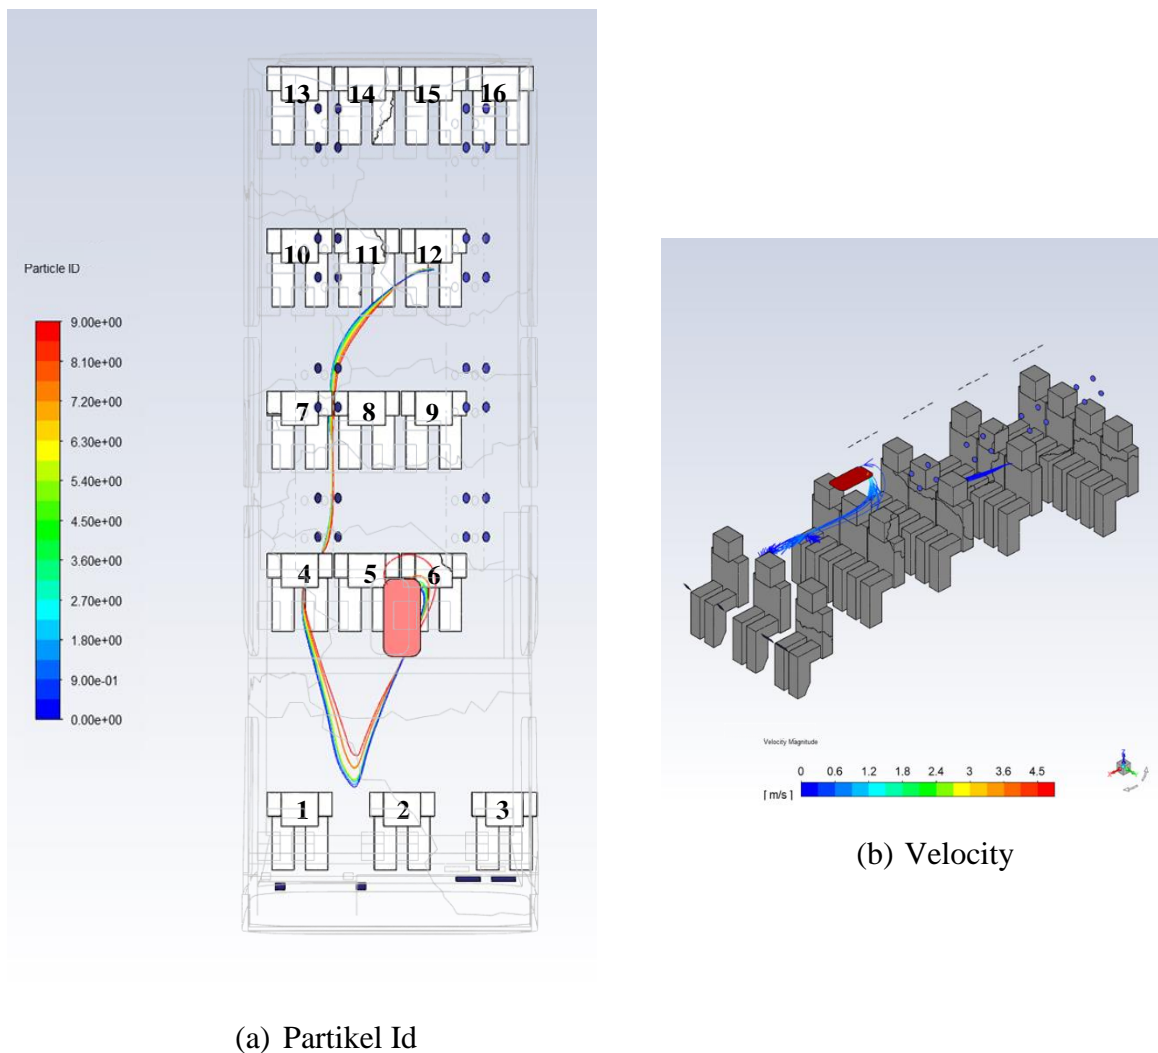 13 14 15 16
10 11 12
Particle ID
9.00e+00
8.10e+00
7.20e+00
6.30e+00
5.40e+00
4.50e+00
3.60e+00
2.70e+00
1.80e+00
9.00e-01
0.00e+00
7 8 9
4 5 6
1 2 3
(a) Partikel Id
Velocity Magnitude
0 0.6 1.2 1.8 2.4 3 3.6 4.5
[ m/s ]
(b) Velocity